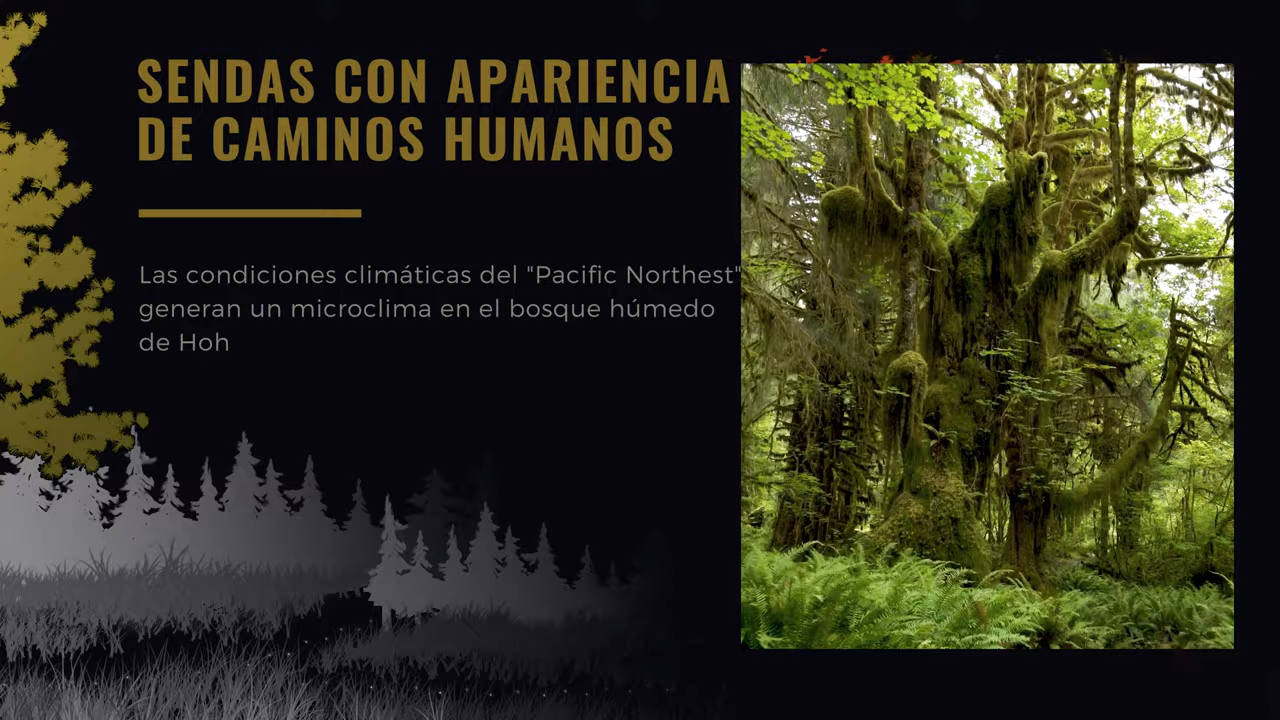 SENDAS CON APARIENCIA
DE CAMINOS HUMANOS
Las condiciones climáticas del "Pacific Northest"
generan un microclima en el bosque húmedo
de Hoh